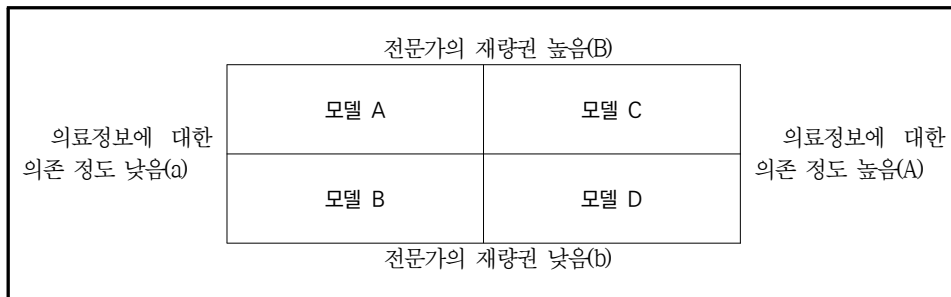 전문가의 재량권 높음(B)
모델 A
모델 C
의료정보에 대한
의존 정도 낮음(a)
의료정보에 대한
의존 정도 높음(A)
모델 B
모델 D
전문가의 재량권 낮음(b)